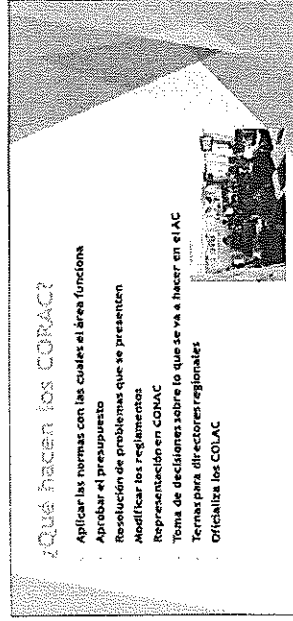 ¿Qué hacen los CORAC?
Aplicar las normas con las cuales el área funciona
Aprobar el presupuesto
Resolución de problemas que se presenten
Modificar los reglamentos
Representación en CONAC
Toma de decisiones sobre lo que se va a hacer en el AC
Ternas para directores regionales
Oficializa los COLAC